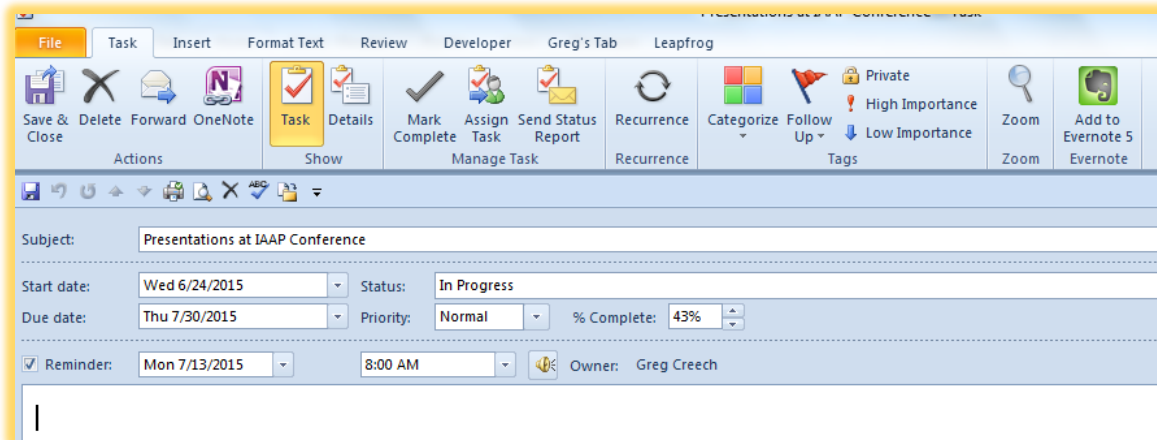 Presentations at IAAP Conference - Task
File Task Insert Format Text Review Developer Greg's Tab Leapfrog
Save & Close Delete Forward OneNote Task Details Mark Complete Assign Task Send Status Report Recurrence Categorize Follow Up Private Zoom Add to Evernote 5
High Importance
Low Importance
Actions Show Manage Task Recurrence Tags Zoom Evernote
ABC
Subject: Presentations at IAAP Conference
Start date: Wed 6/24/2015 Status: In Progress
Due date: Thu 7/30/2015 Priority: Normal % Complete: 43%
Reminder: Mon 7/13/2015 8:00 AM Owner: Greg Creech